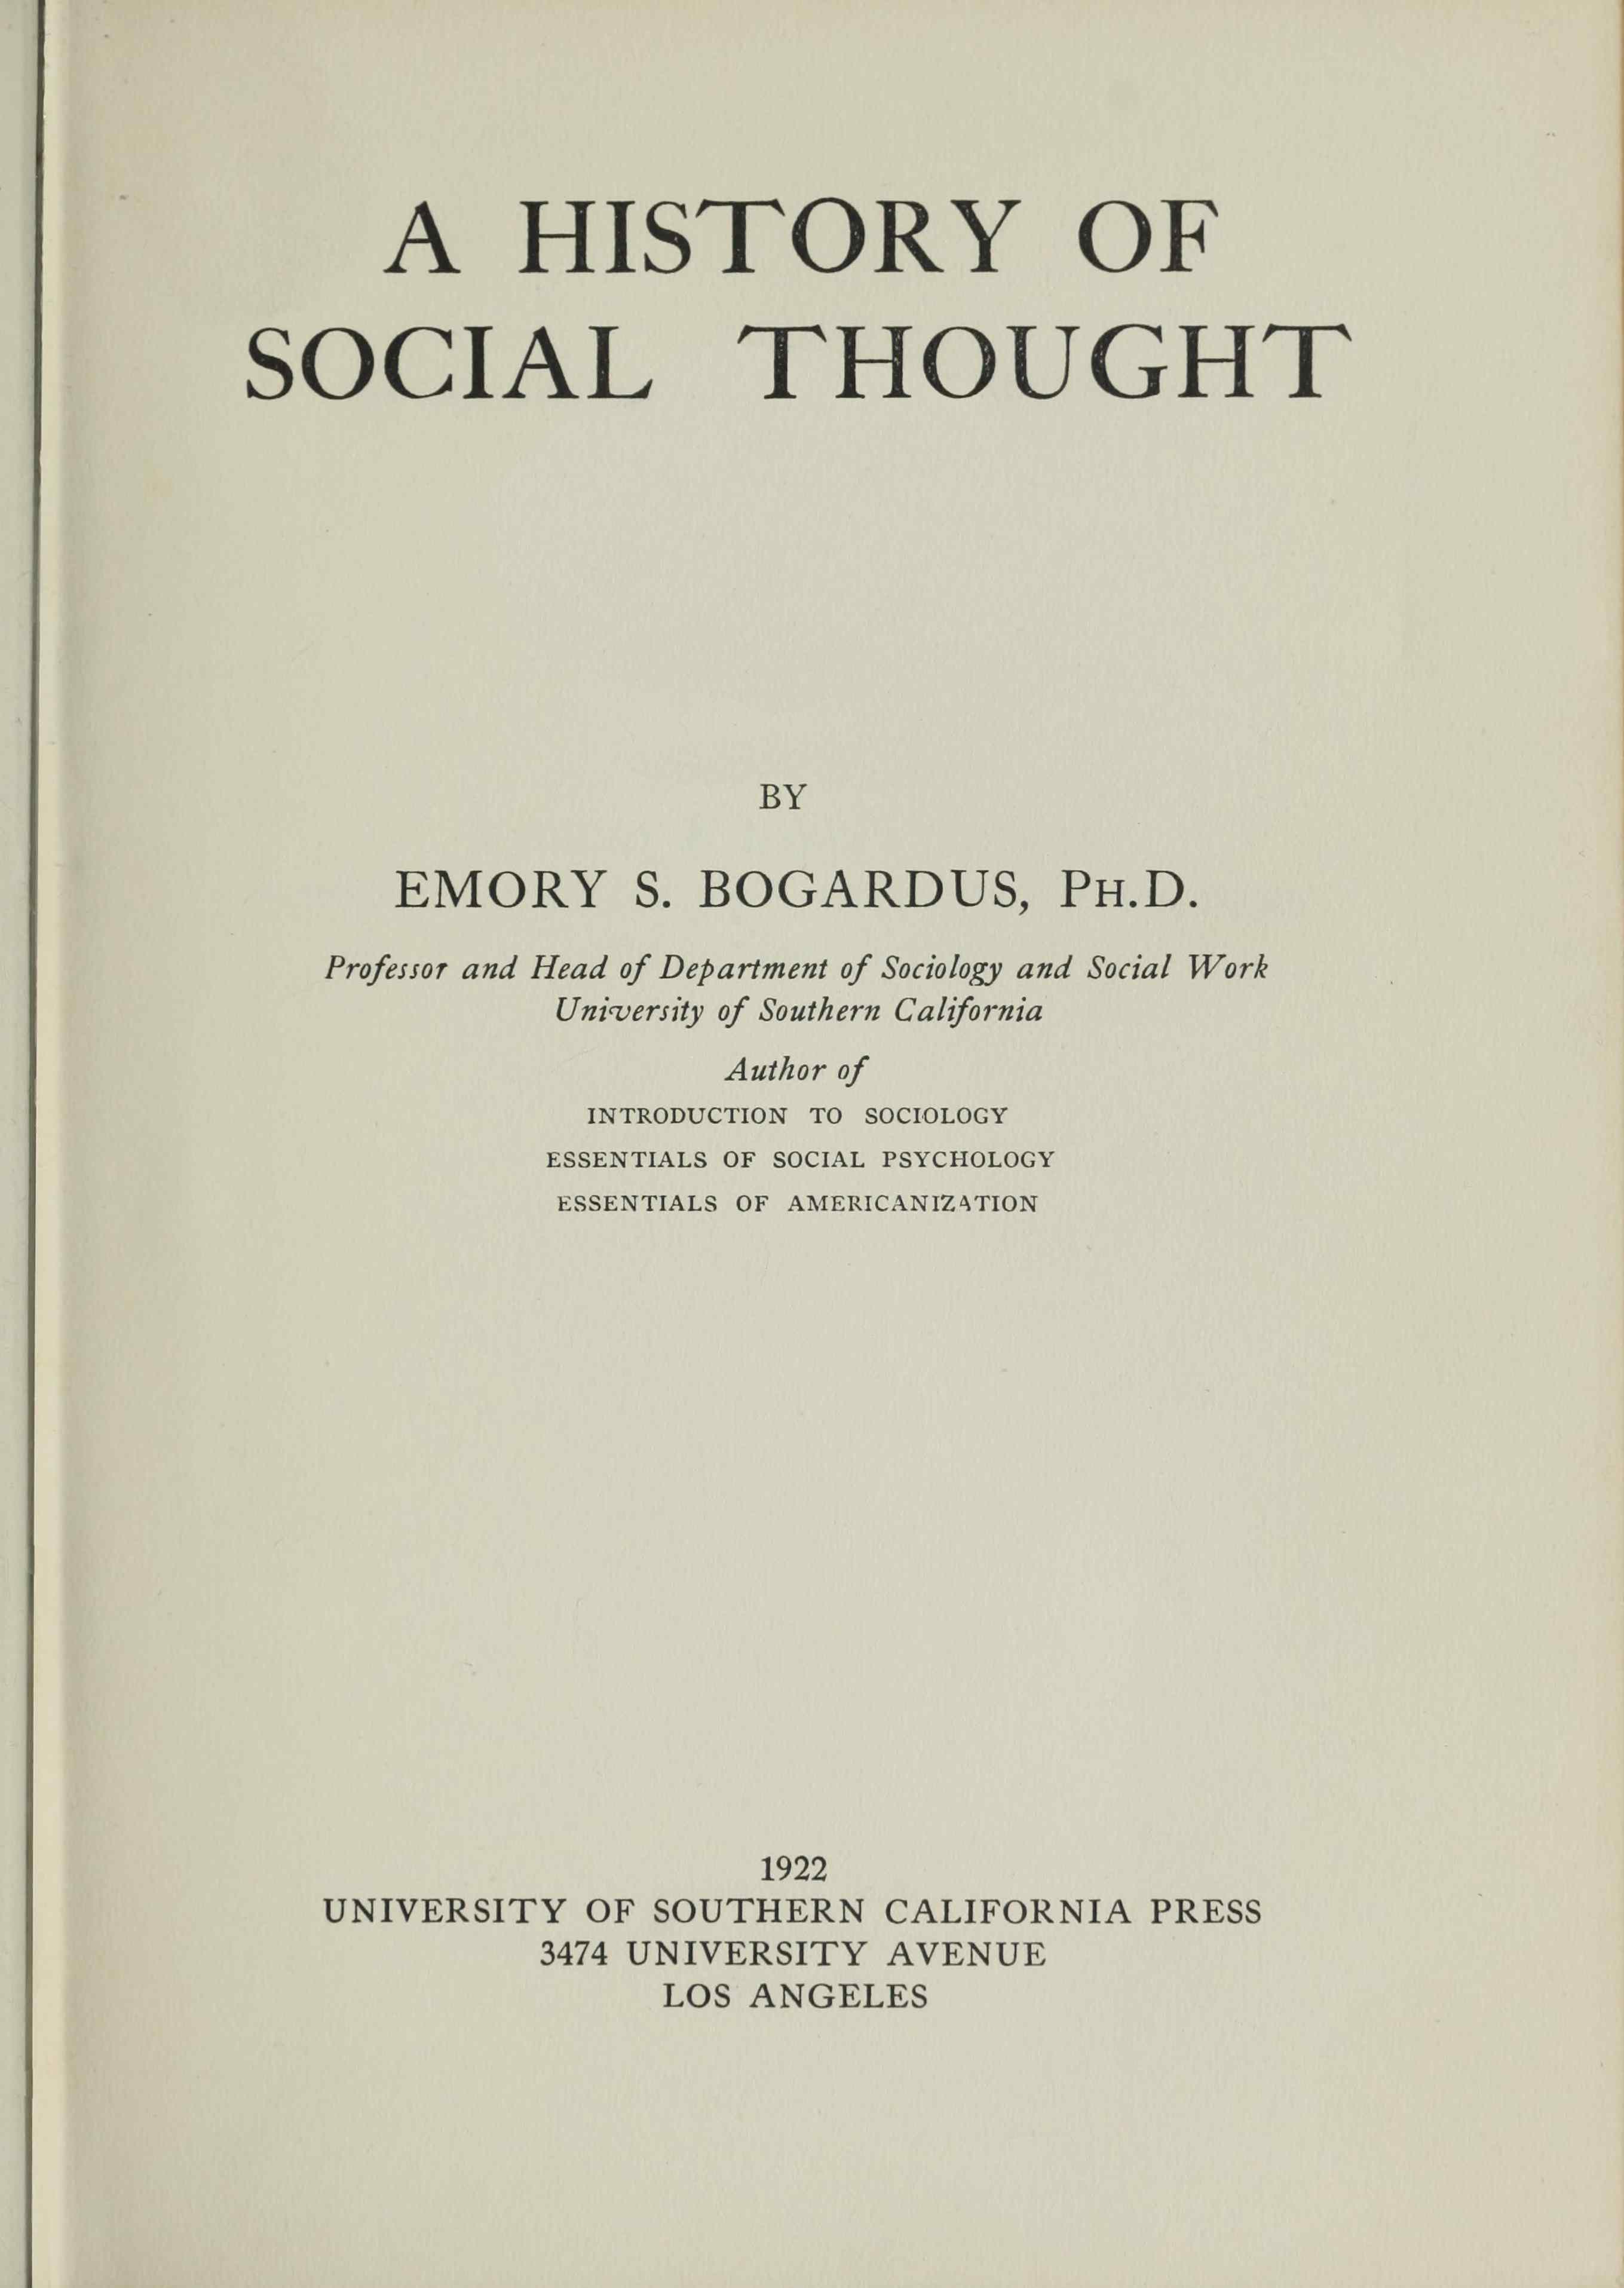 A HISTORY OF
SOCIAL THOUGHT
BY
EMORY S. BOGARDUS, PH.D.
Professor and Head of Department of Sociology and Social Work
University of Southern California
Author of
INTRODUCTION TO SOCIOLOGY
ESSENTIALS OF SOCIAL PSYCHOLOGY
ESSENTIALS OF AMERICANIZATION
1922
UNIVERSITY OF SOUTHERN CALIFORNIA PRESS
3474 UNIVERSITY AVENUE
LOS ANGELES